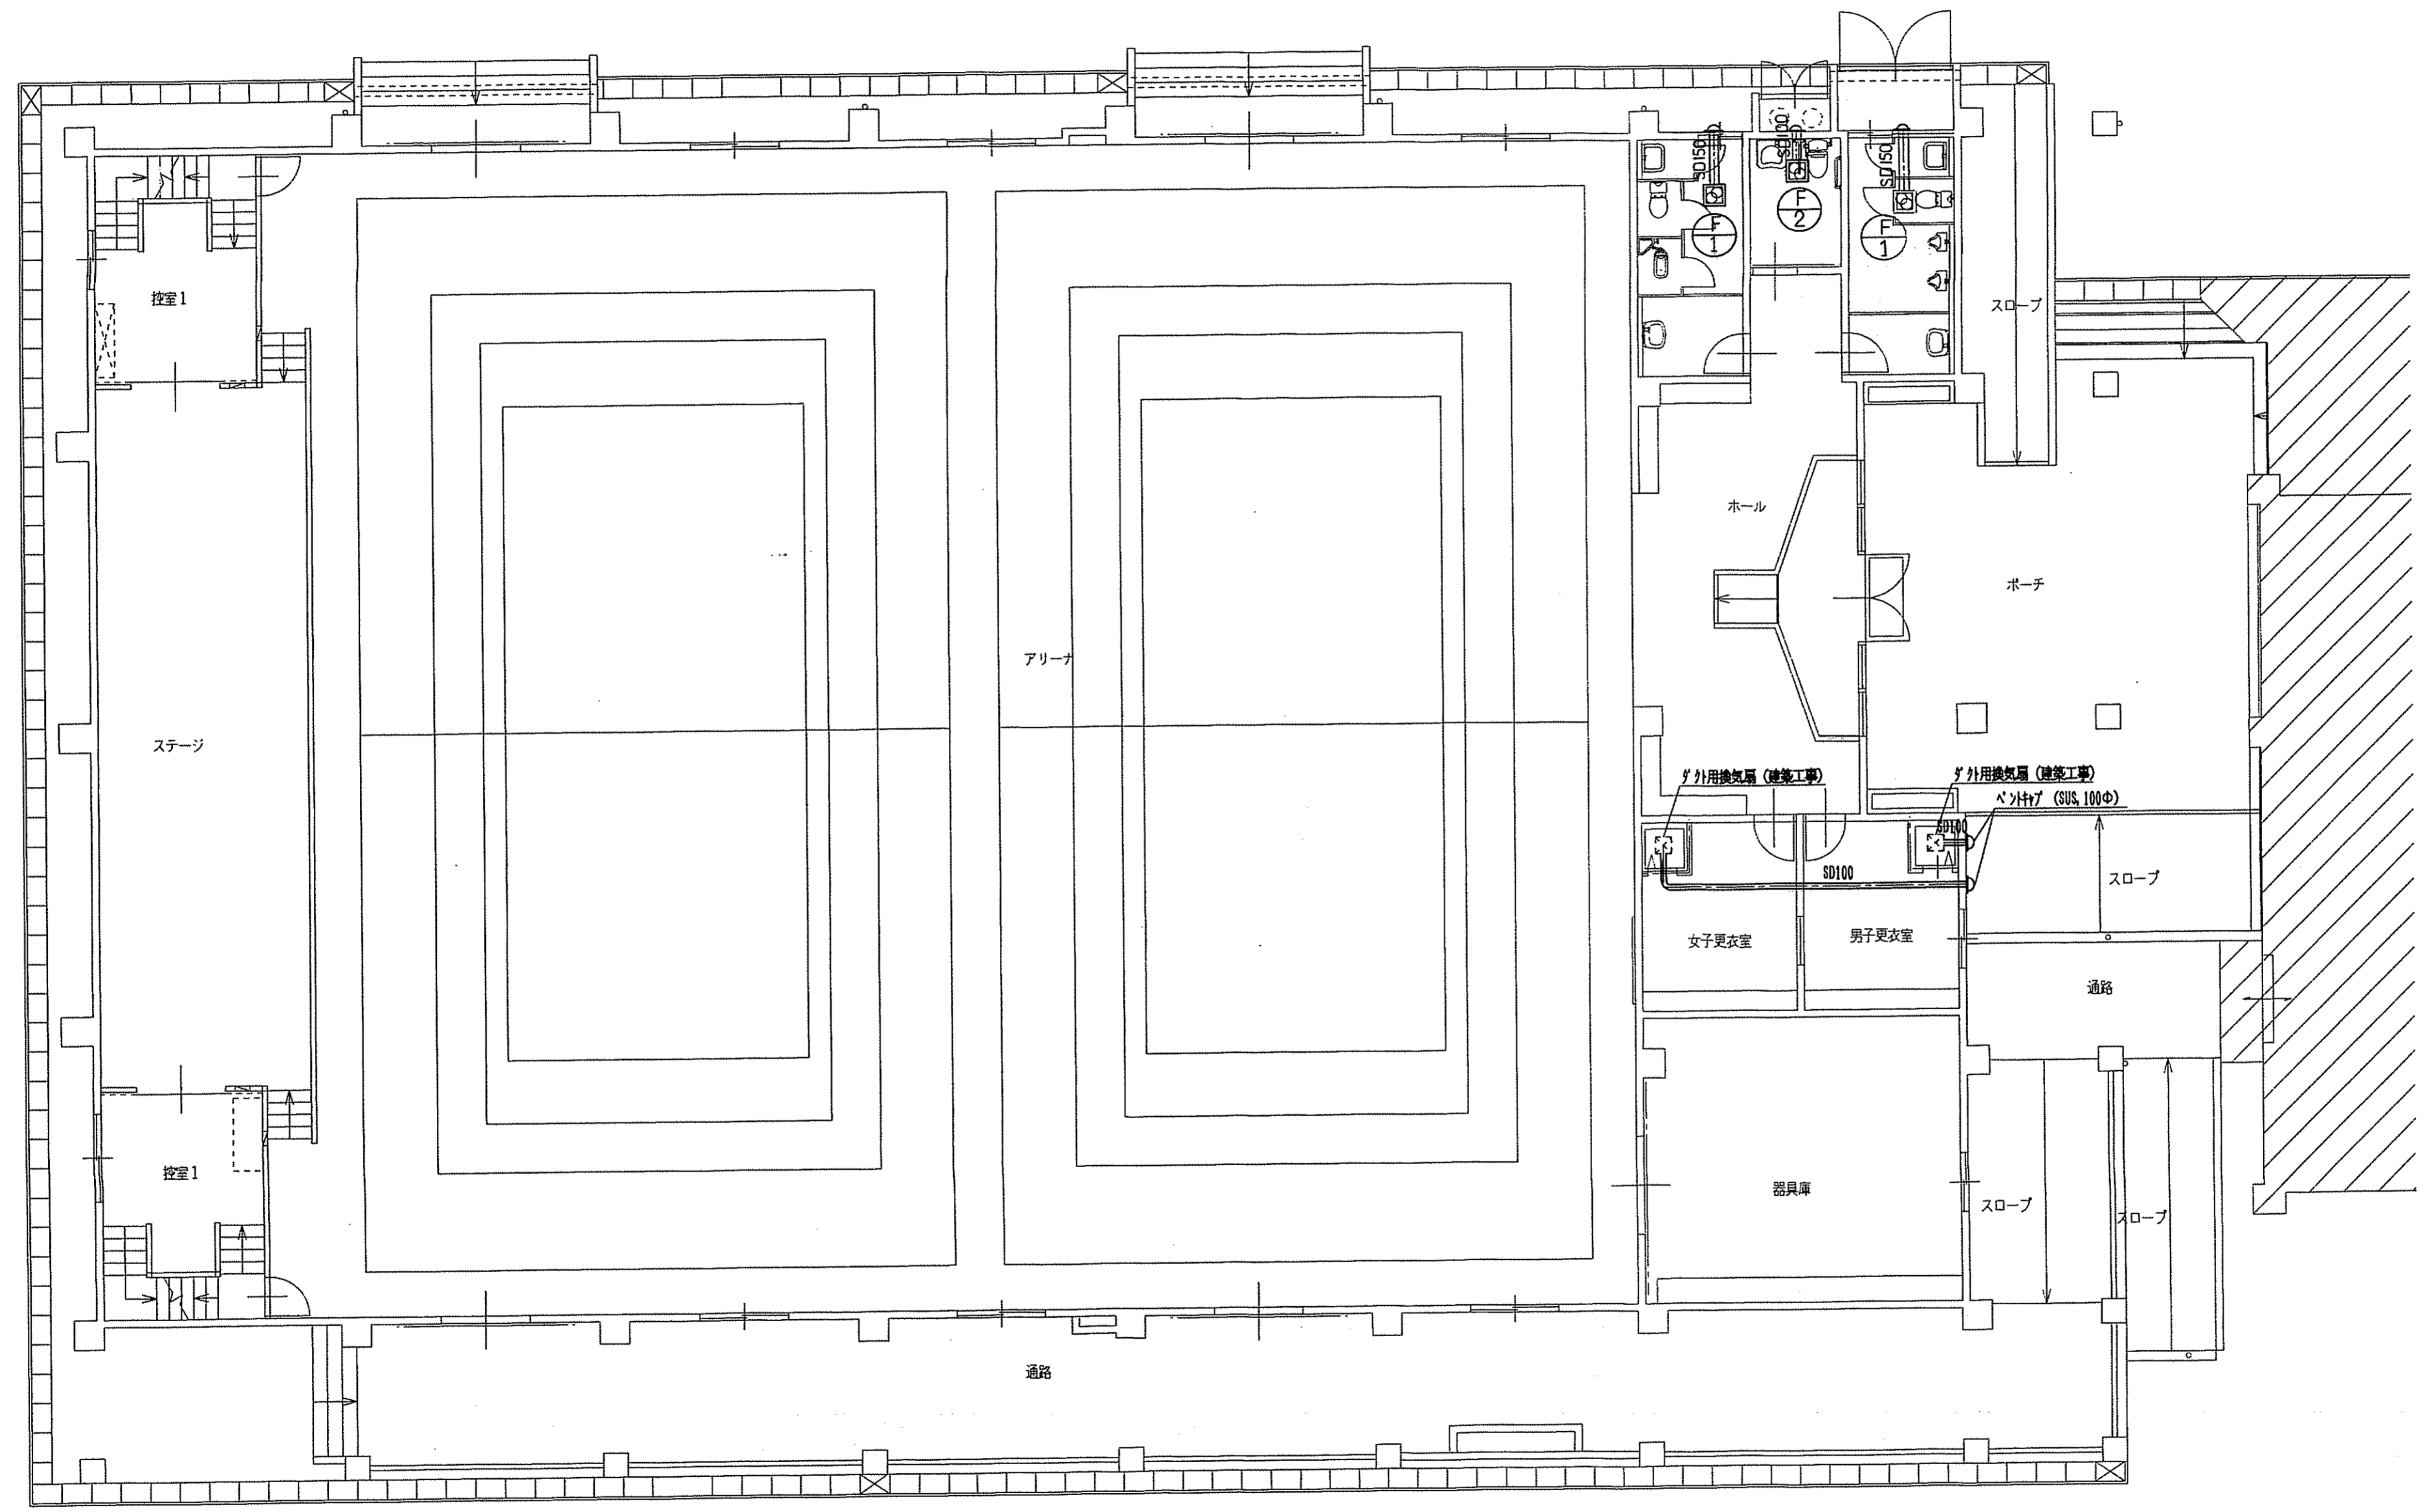 SD150
SD100
SD150
F
1
F
2
F
1
控室1
スロープ
ホール
ポーチ
アリーナ
ステージ
ダクト用換気扇（建築工事）
ダクト用換気扇（建築工事）
ベントキャプ（SUS, 100Φ）
SD100
SD100
スロープ
女子更衣室
男子更衣室
通路
控室1
器具庫
スロープ
スロープ
通路